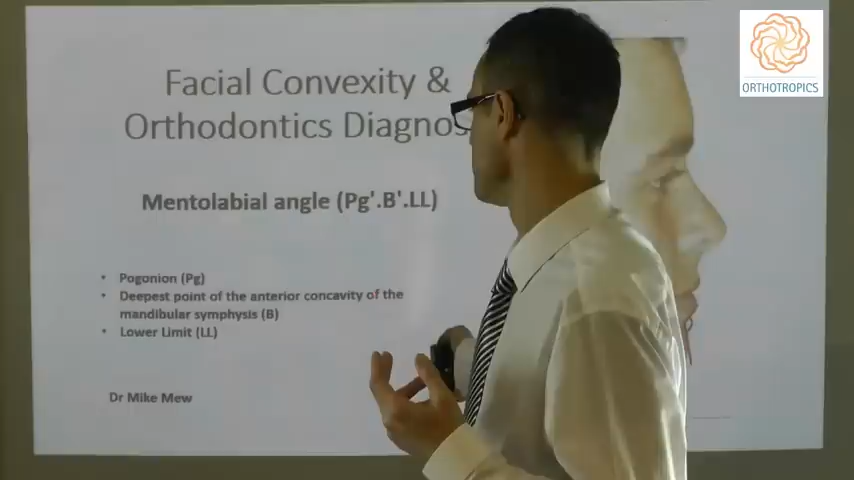 Facial Convexity &
Orthodontics Diagnos
Mentolabial angle (Pg'.B'.LL)
• Pogonion (Pg)
• Deepest point of the anterior concavity of the
mandibular symphysis (B)
• Lower Limit (LL)
Dr Mike Mew
ORTHOTROPICS